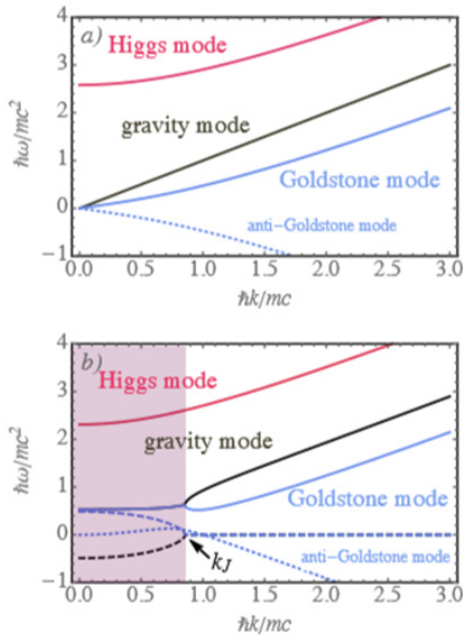 a)
Higgs mode
gravity mode
Goldstone mode
anti-Goldstone mode
ħω/mc²
4
3
2
1
0
−1
0.0 0.5 1.0 1.5 2.0 2.5 3.0
ħk/mc
b)
Higgs mode
gravity mode
Goldstone mode
anti-Goldstone mode
k_J
ħω/mc²
4
3
2
1
0
−1
0.0 0.5 1.0 1.5 2.0 2.5 3.0
ħk/mc